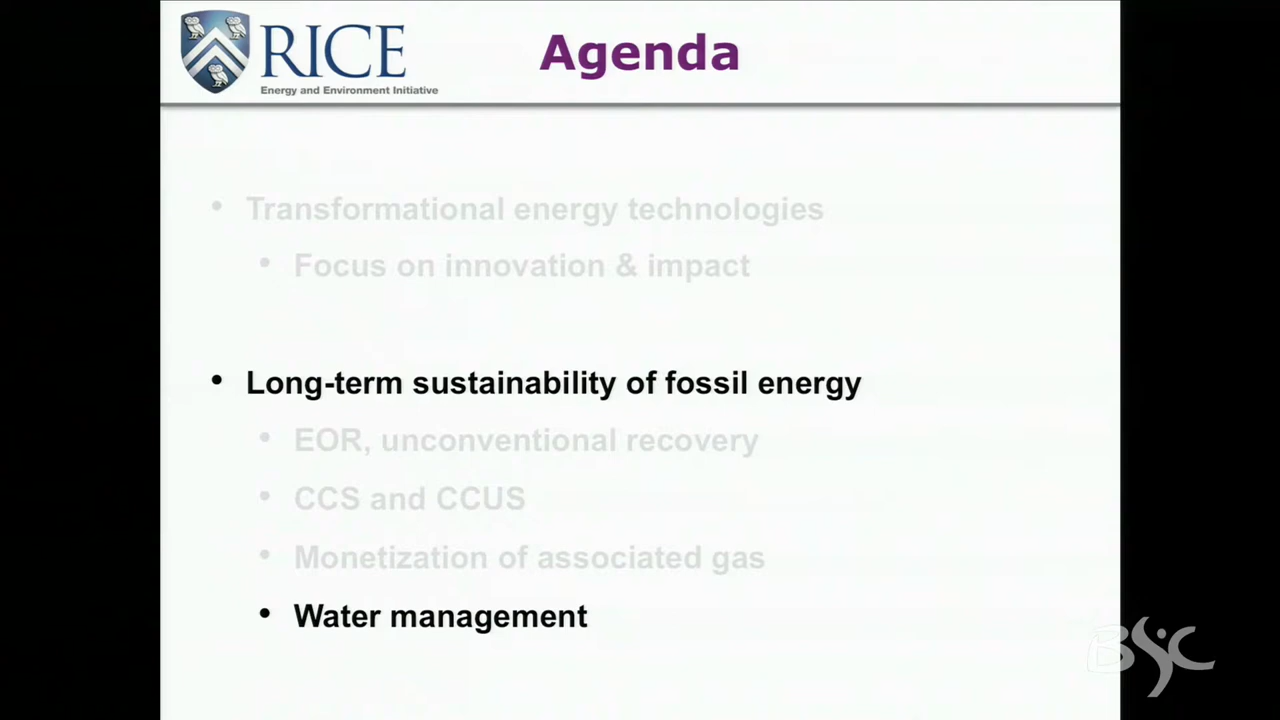 RICE
Energy and Environment Initiative
Agenda
• Transformational energy technologies
• Focus on innovation & impact
• Long-term sustainability of fossil energy
• EOR, unconventional recovery
• CCS and CCUS
• Monetization of associated gas
• Water management
BSC